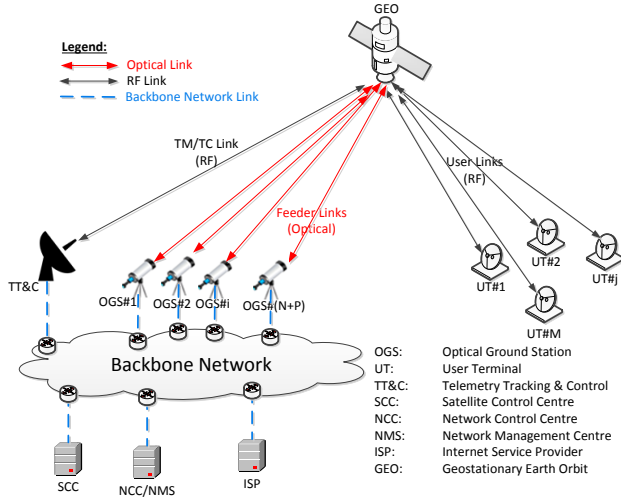 GEO
Legend:
Optical Link
RF Link
Backbone Network Link
TM/TC Link
(RF)
User Links
(RF)
Feeder Links
(Optical)
TT&C
OGS#1
OGS#2
OGS#i
OGS#(N+P)
UT#1
UT#2
UT#j
UT#M
Backbone Network
SCC
NCC/NMS
ISP
OGS: Optical Ground Station
UT: User Terminal
TT&C: Telemetry Tracking & Control
SCC: Satellite Control Centre
NCC: Network Control Centre
NMS: Network Management Centre
ISP: Internet Service Provider
GEO: Geostationary Earth Orbit